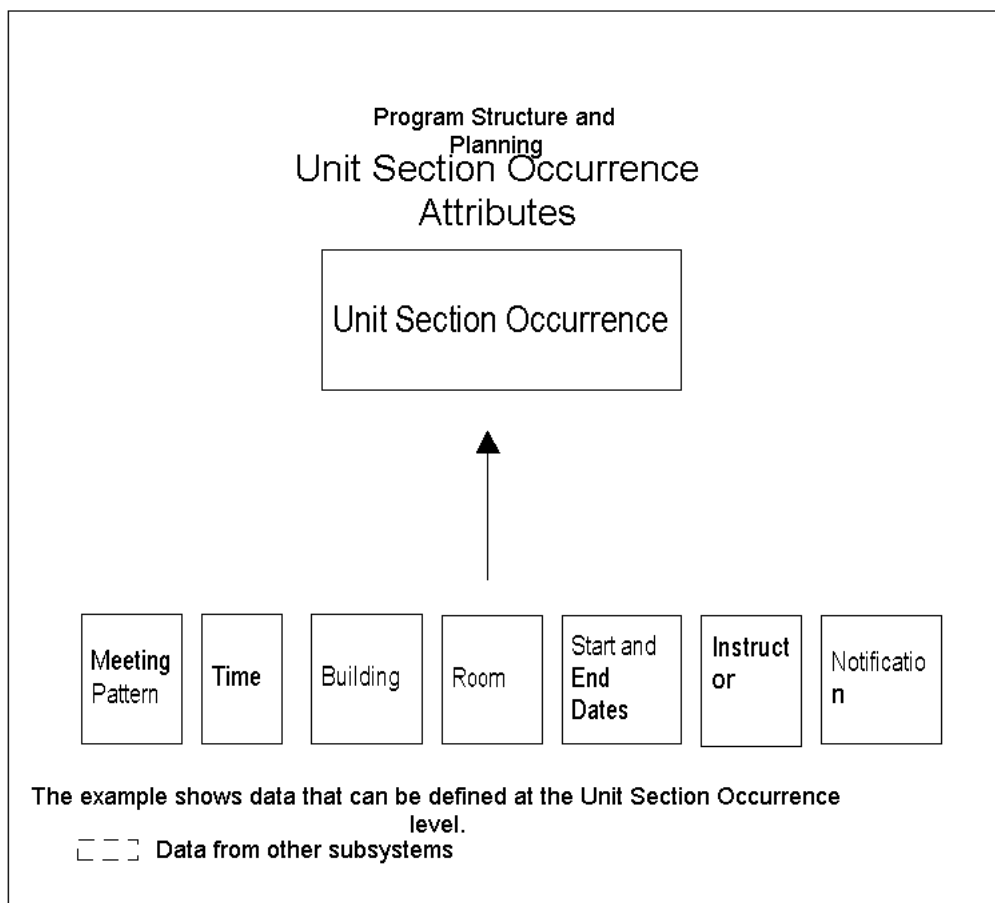 Program Structure and
Planning
Unit Section Occurrence
Attributes
Unit Section Occurrence
Meeting
Pattern
Time
Building
Room
Start and
End
Dates
Instruct
or
Notificatio
n
The example shows data that can be defined at the Unit Section Occurrence
level.
Data from other subsystems